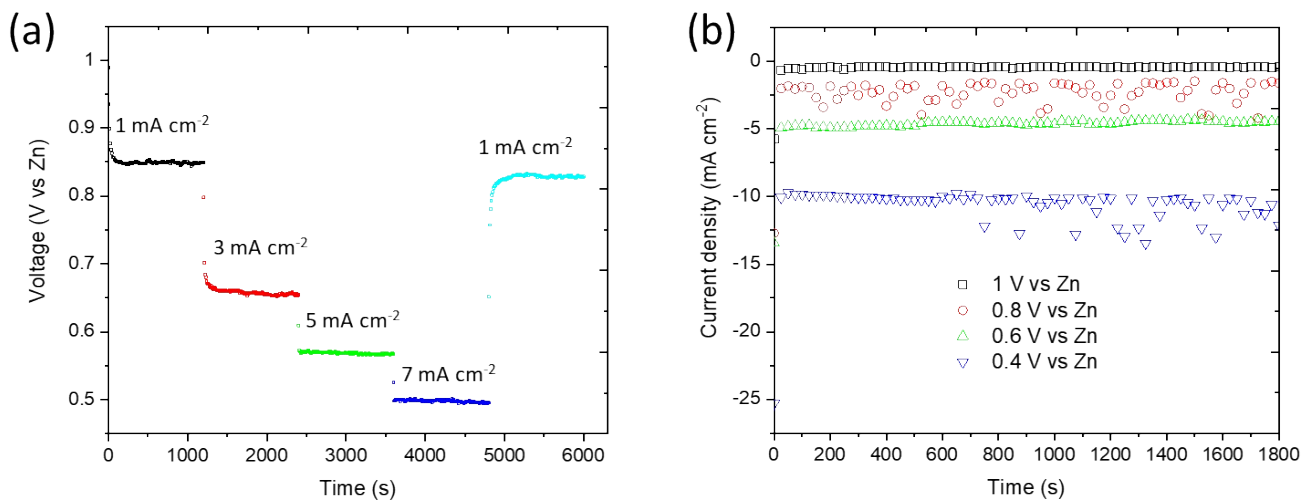 (a)
Voltage (V vs Zn)
1
0.9
0.8
0.7
0.6
0.5
1 mA cm⁻²
3 mA cm⁻²
5 mA cm⁻²
7 mA cm⁻²
1 mA cm⁻²
0 1000 2000 3000 4000 5000 6000
Time (s)
(b)
Current density (mA cm⁻²)
0
-5
-10
-15
-20
-25
1 V vs Zn
0.8 V vs Zn
0.6 V vs Zn
0.4 V vs Zn
0 200 400 600 800 1000 1200 1400 1600 1800
Time (s)